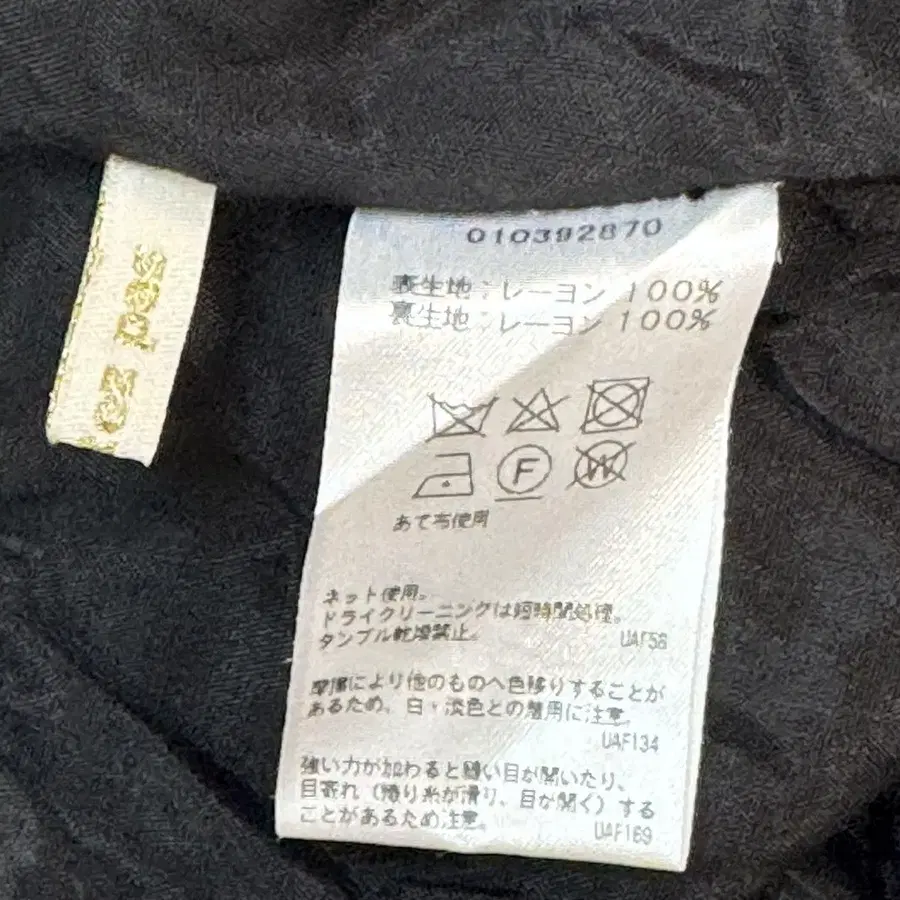 010392870
表生地:レーヨン 100%
裏生地:レーヨン 100%
F
W
あて布使用
ネット使用。
ドライクリーニングは短時間処理。
タンブル乾燥禁止。
UAF58
摩擦により他のものへ色移りすることが
あるため、白・淡色との着用に注意。
UAF134
強い力が加わると縫い目が開いたり、
目寄れ(織り糸が滑り、目が開く)する
ことがあるため注意。
UAF169